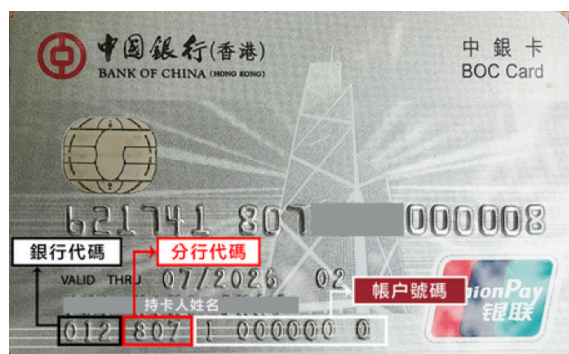 中國銀行(香港)
BANK OF CHINA (HONG KONG)
中銀卡
BOC Card
621741 807 000008
銀行代碼
分行代碼
VALID THRU 07/2026 02
帳户號碼
UnionPay
银联
持卡人姓名
012 807 1 000000 0